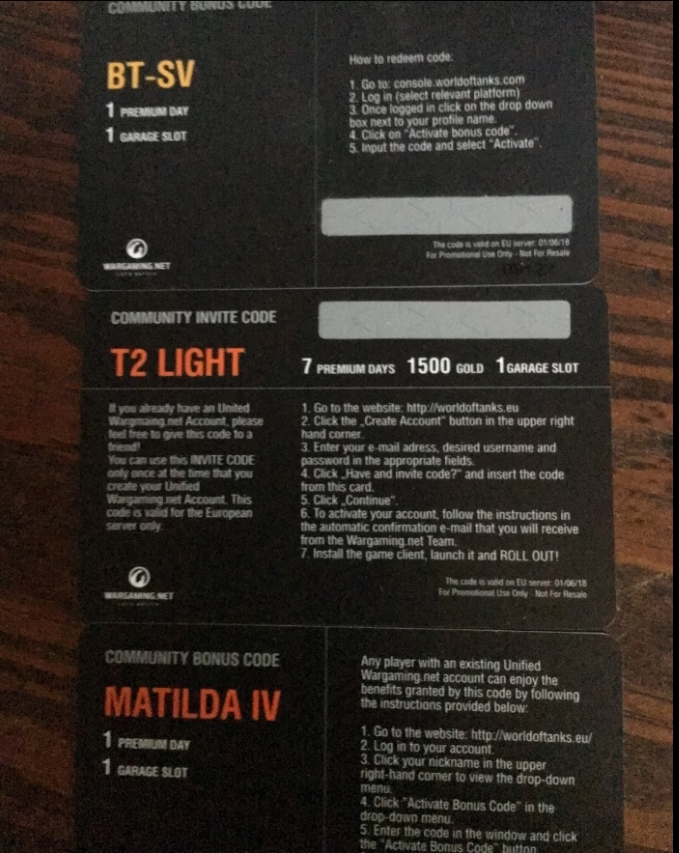 COMMUNITY BONUS CODE
BT-SV
1 PREMIUM DAY
1 GARAGE SLOT
How to redeem code:
1. Go to: console.worldoftanks.com
2. Log in (select relevant platform)
3. Once logged in click on the drop down
box next to your profile name.
4. Click on "Activate bonus code".
5. Input the code and select "Activate".
WARGAMING.NET
The code is valid on EU server: 01/06/18
For Promotional Use Only - Not For Resale
COMMUNITY INVITE CODE
T2 LIGHT
7 PREMIUM DAYS 1500 GOLD 1 GARAGE SLOT
If you already have an United
Wargmaing.net Account, please
feel free to give this code to a
friend!
You can use this INVITE CODE
only once at the time that you
create your Unified
Wargaming.net Account. This
code is valid for the European
server only.
1. Go to the website: http://worldoftanks.eu
2. Click the „Create Account" button in the upper right
hand corner.
3. Enter your e-mail adress, desired username and
password in the appropriate fields.
4. Click „Have and invite code?" and insert the code
from this card.
5. Click „Continue".
6. To activate your account, follow the instructions in
the automatic confirmation e-mail that you will receive
from the Wargaming.net Team.
7. Install the game client, launch it and ROLL OUT!
WARGAMING.NET
The code is valid on EU server: 01/06/18
For Promotional Use Only - Not For Resale
COMMUNITY BONUS CODE
MATILDA IV
1 PREMIUM DAY
1 GARAGE SLOT
Any player with an existing Unified
Wargaming.net account can enjoy the
benefits granted by this code by following
the instructions provided below:
1. Go to the website: http://worldoftanks.eu/
2. Log in to your account.
3. Click your nickname in the upper
right-hand corner to view the drop-down
menu.
4. Click "Activate Bonus Code" in the
drop-down menu.
5. Enter the code in the window and click
the "Activate Bonus Code" button